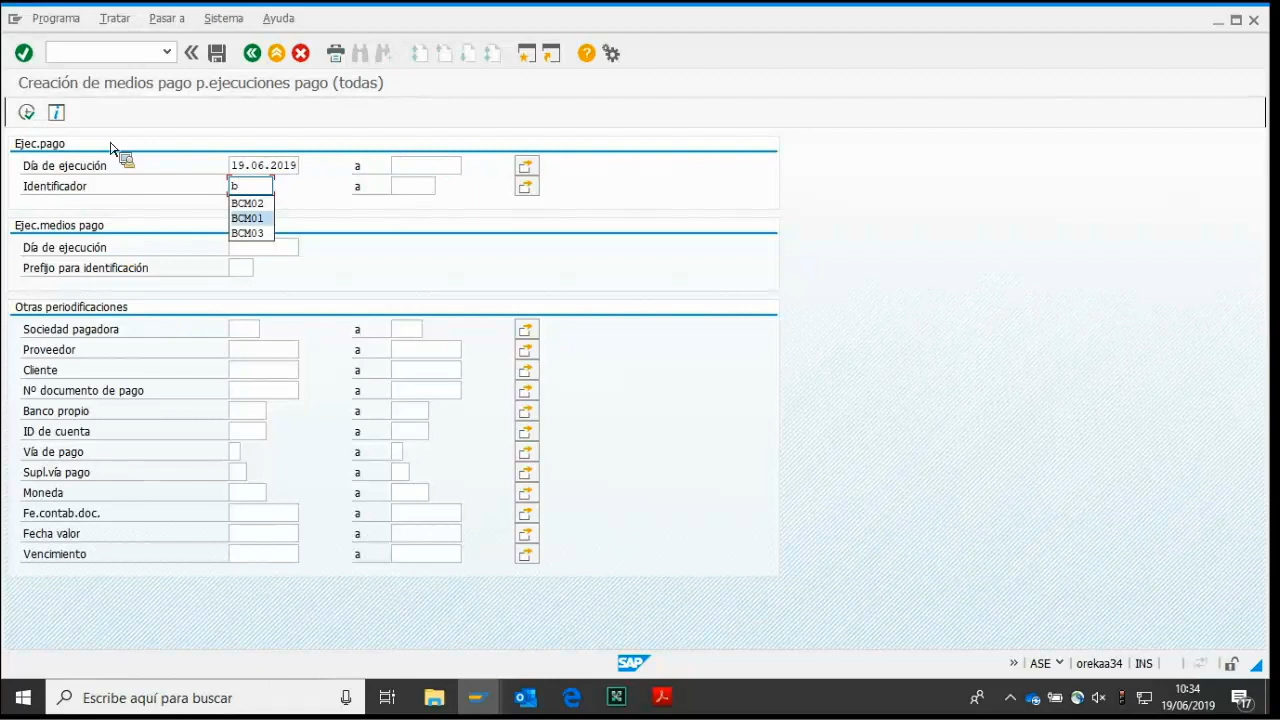 Programa Tratar Pasar a Sistema Ayuda
Creación de medios pago p.ejecuciones pago (todas)
Ejec.pago
Día de ejecución 19.06.2019 a
Identificador b a
BCM02
BCM01
BCM03
Ejec.medios pago
Día de ejecución
Prefijo para identificación
Otras periodificaciones
Sociedad pagadora a
Proveedor a
Cliente a
Nº documento de pago a
Banco propio a
ID de cuenta a
Vía de pago a
Supl.vía pago a
Moneda a
Fe.contab.doc. a
Fecha valor a
Vencimiento a
SAP
» ASE orekaa34 INS
Escribe aquí para buscar
10:34
19/06/2019
17